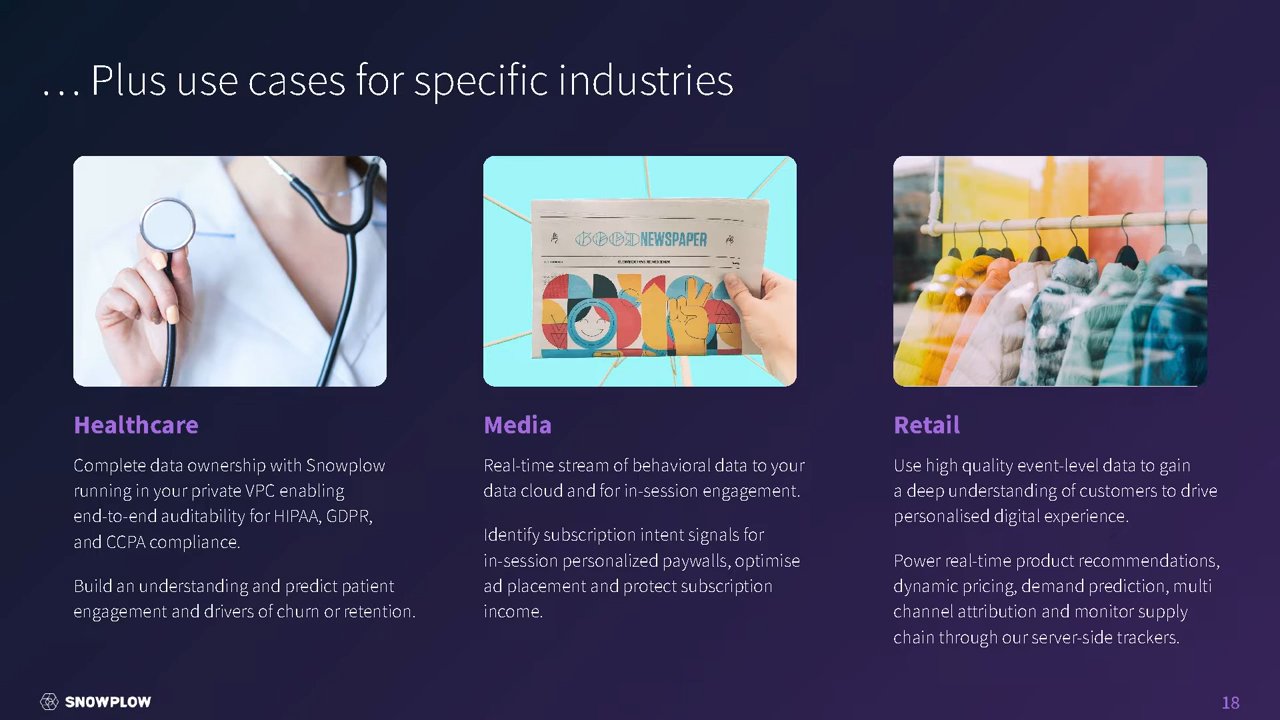 … Plus use cases for specific industries
NEWSPAPER
Healthcare
Complete data ownership with Snowplow
running in your private VPC enabling
end-to-end auditability for HIPAA, GDPR,
and CCPA compliance.
Build an understanding and predict patient
engagement and drivers of churn or retention.
Media
Real-time stream of behavioral data to your
data cloud and for in-session engagement.
Identify subscription intent signals for
in-session personalized paywalls, optimise
ad placement and protect subscription
income.
Retail
Use high quality event-level data to gain
a deep understanding of customers to drive
personalised digital experience.
Power real-time product recommendations,
dynamic pricing, demand prediction, multi
channel attribution and monitor supply
chain through our server-side trackers.
SNOWPLOW
18